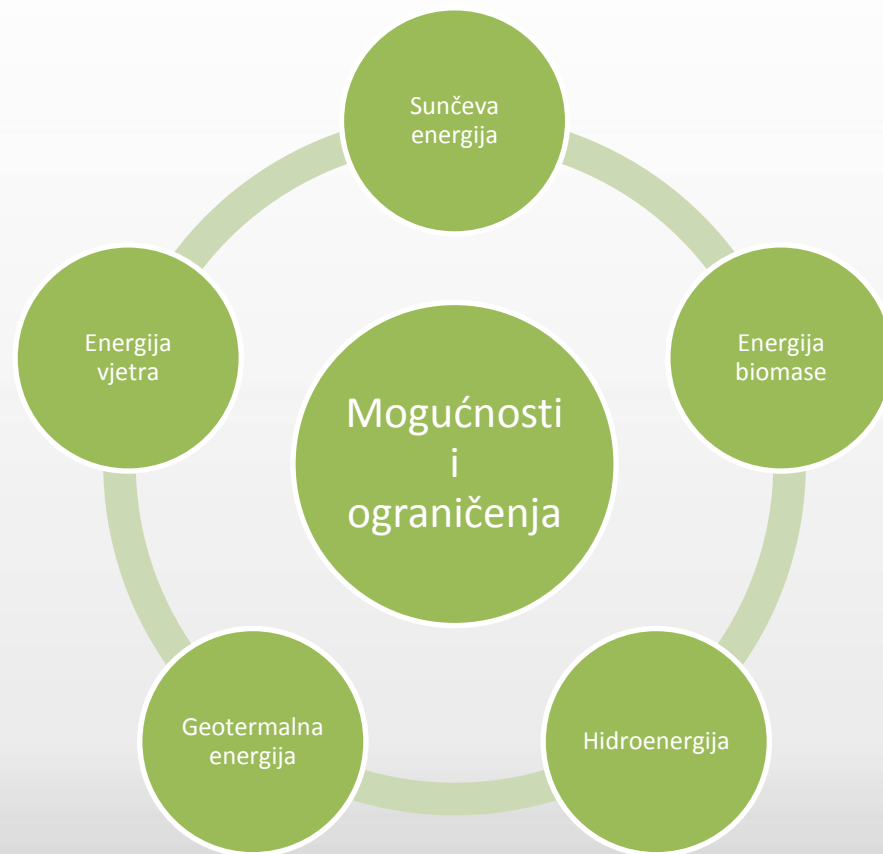 Sunčeva
energija
Energija
vjetra
Energija
biomase
Mogućnosti
i
ograničenja
Geotermalna
energija
Hidroenergija